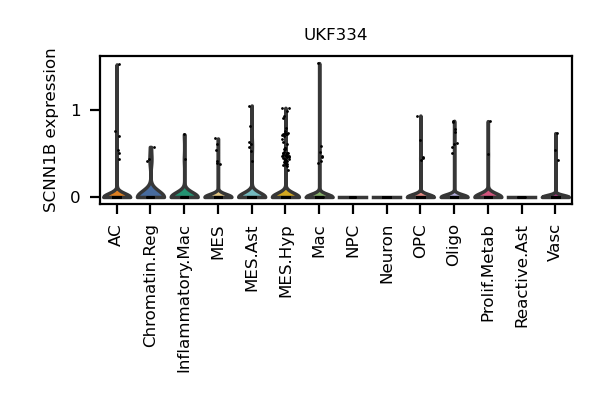 UKF334
SCNN1B expression
1
0
AC
Chromatin.Reg
Inflammatory.Mac
MES
MES.Ast
MES.Hyp
Mac
NPC
Neuron
OPC
Oligo
Prolif.Metab
Reactive.Ast
Vasc